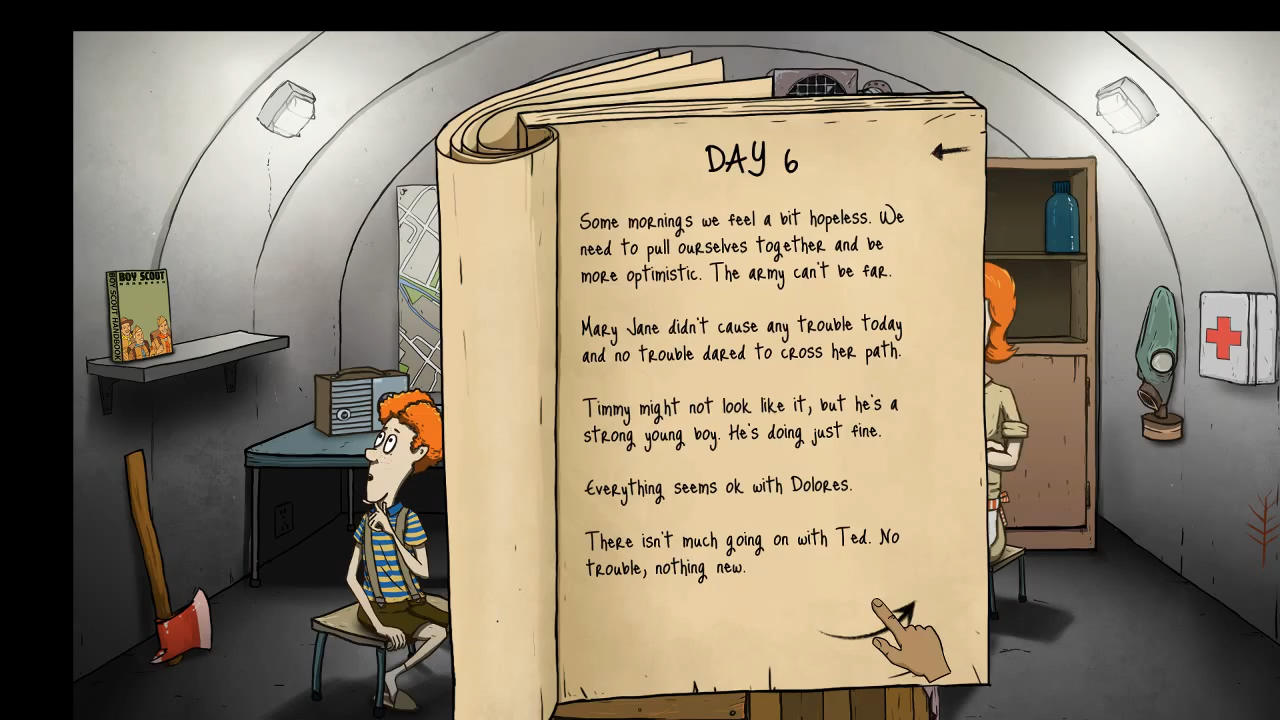 DAY 6
Some mornings we feel a bit hopeless. We
need to pull ourselves together and be
more optimistic. The army can't be far.
Mary Jane didn't cause any trouble today
and no trouble dared to cross her path.
Timmy might not look like it, but he's a
strong young boy. He's doing just fine.
Everything seems ok with Dolores.
There isn't much going on with Ted. No
trouble, nothing new.
BOY SCOUT
HANDBOOK
BOY SCOUT HANDBOOK